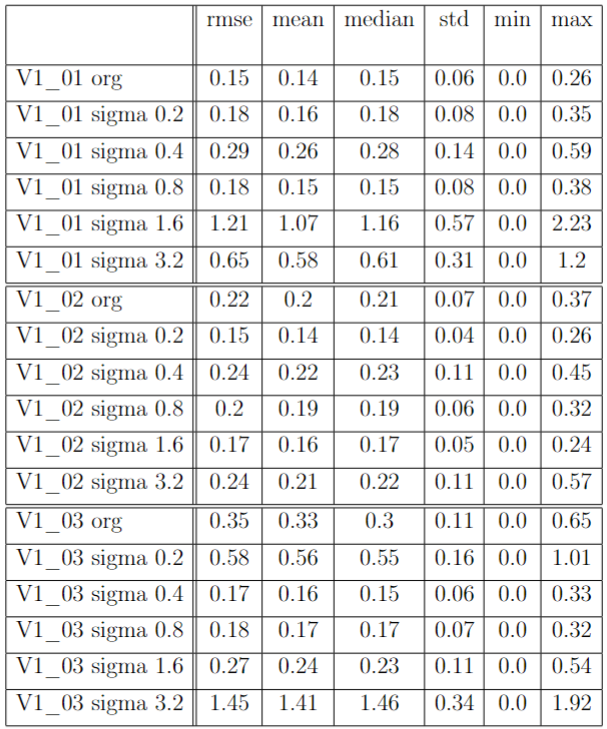 rmse mean median std min max
V1_01 org 0.15 0.14 0.15 0.06 0.0 0.26
V1_01 sigma 0.2 0.18 0.16 0.18 0.08 0.0 0.35
V1_01 sigma 0.4 0.29 0.26 0.28 0.14 0.0 0.59
V1_01 sigma 0.8 0.18 0.15 0.15 0.08 0.0 0.38
V1_01 sigma 1.6 1.21 1.07 1.16 0.57 0.0 2.23
V1_01 sigma 3.2 0.65 0.58 0.61 0.31 0.0 1.2
V1_02 org 0.22 0.2 0.21 0.07 0.0 0.37
V1_02 sigma 0.2 0.15 0.14 0.14 0.04 0.0 0.26
V1_02 sigma 0.4 0.24 0.22 0.23 0.11 0.0 0.45
V1_02 sigma 0.8 0.2 0.19 0.19 0.06 0.0 0.32
V1_02 sigma 1.6 0.17 0.16 0.17 0.05 0.0 0.24
V1_02 sigma 3.2 0.24 0.21 0.22 0.11 0.0 0.57
V1_03 org 0.35 0.33 0.3 0.11 0.0 0.65
V1_03 sigma 0.2 0.58 0.56 0.55 0.16 0.0 1.01
V1_03 sigma 0.4 0.17 0.16 0.15 0.06 0.0 0.33
V1_03 sigma 0.8 0.18 0.17 0.17 0.07 0.0 0.32
V1_03 sigma 1.6 0.27 0.24 0.23 0.11 0.0 0.54
V1_03 sigma 3.2 1.45 1.41 1.46 0.34 0.0 1.92